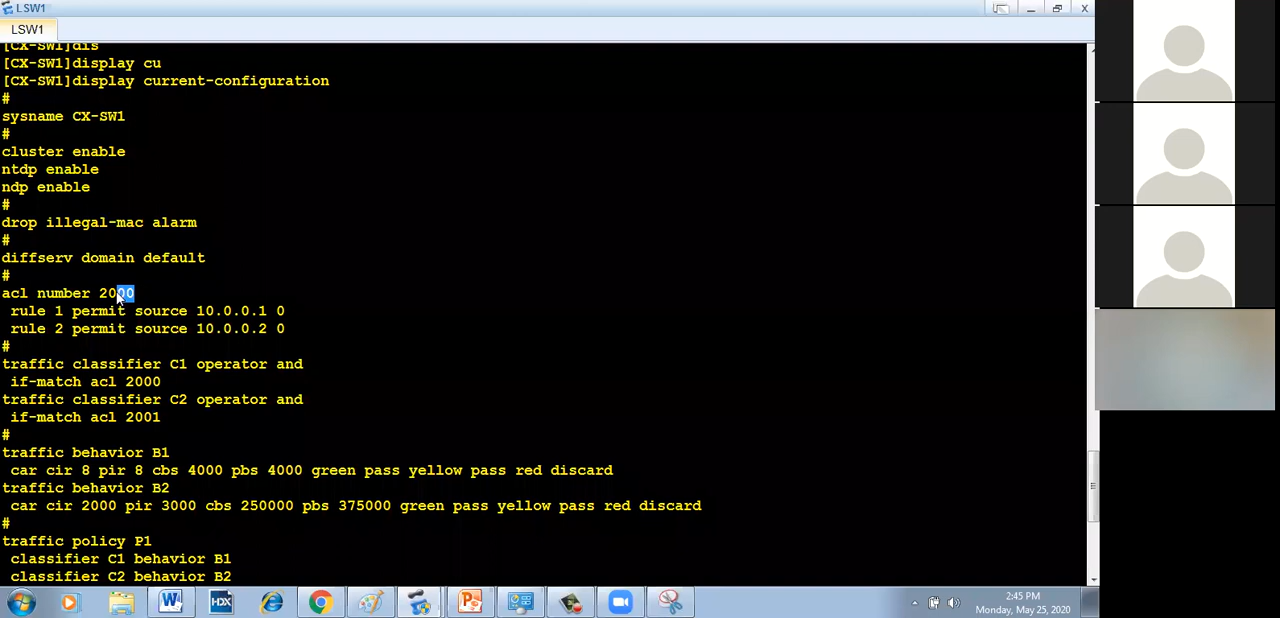 LSW1
LSW1
[CX-SW1]dis
[CX-SW1]display cu
[CX-SW1]display current-configuration
#
sysname CX-SW1
#
cluster enable
ntdp enable
ndp enable
#
drop illegal-mac alarm
#
diffserv domain default
#
acl number 2000
rule 1 permit source 10.0.0.1 0
rule 2 permit source 10.0.0.2 0
#
traffic classifier C1 operator and
if-match acl 2000
traffic classifier C2 operator and
if-match acl 2001
#
traffic behavior B1
car cir 8 pir 8 cbs 4000 pbs 4000 green pass yellow pass red discard
traffic behavior B2
car cir 2000 pir 3000 cbs 250000 pbs 375000 green pass yellow pass red discard
#
traffic policy P1
classifier C1 behavior B1
classifier C2 behavior B2
HDX
2:45 PM
Monday, May 25, 2020